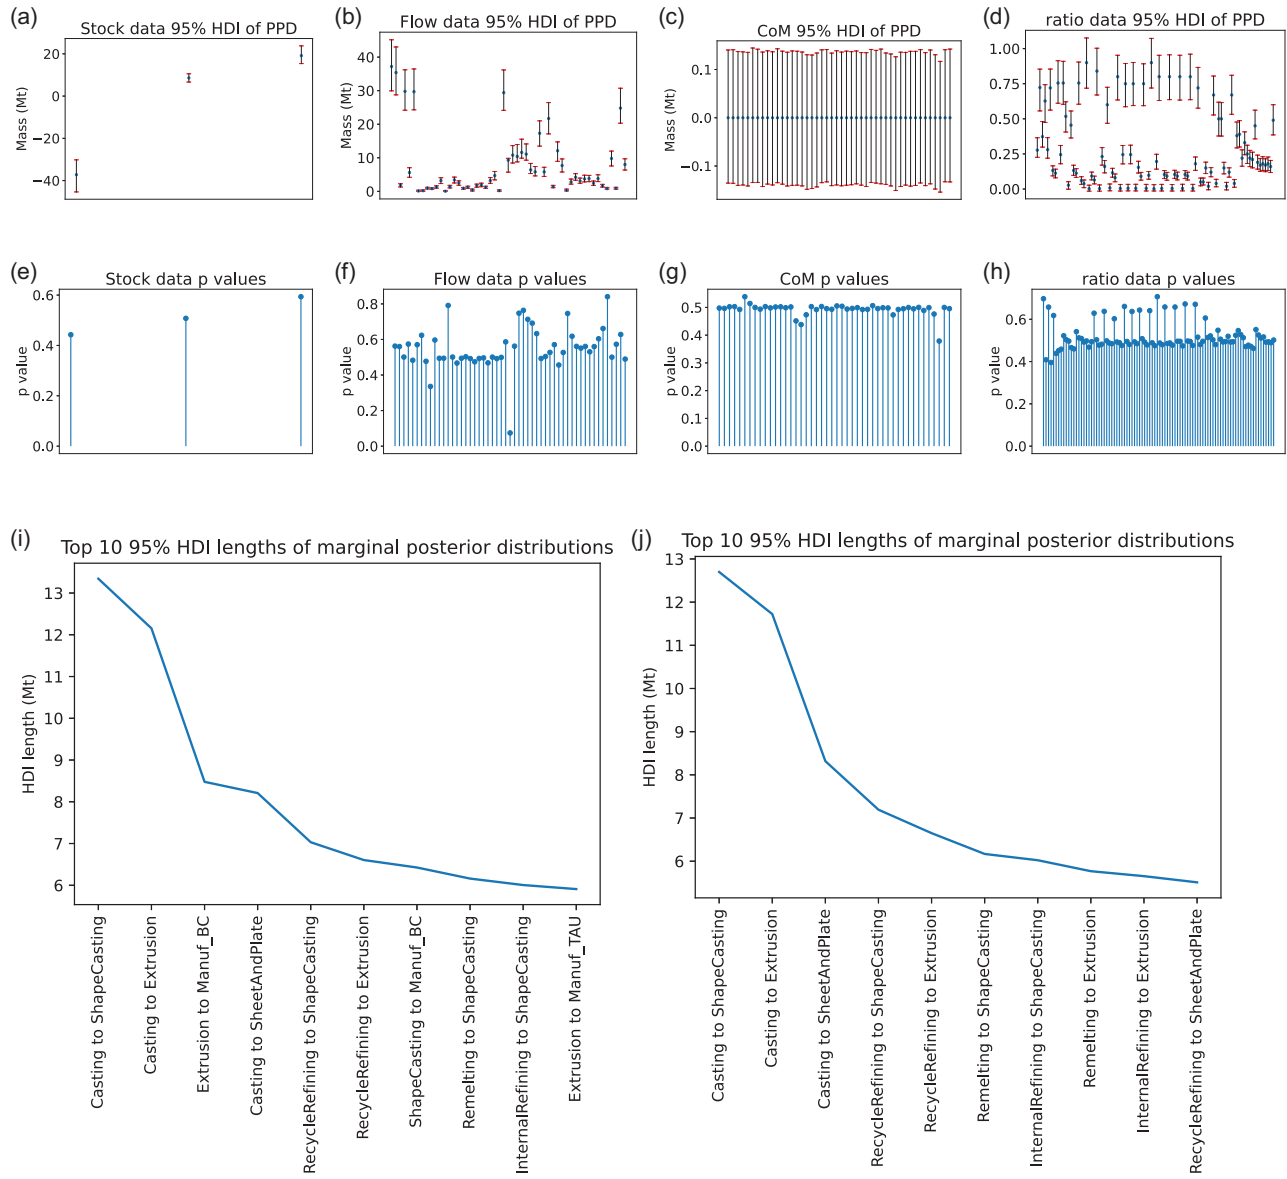 (a)
Stock data 95% HDI of PPD
Mass (Mt)
20
0
−20
−40
(b)
Flow data 95% HDI of PPD
Mass (Mt)
40
30
20
10
0
(c)
CoM 95% HDI of PPD
Mass (Mt)
0.1
0.0
−0.1
(d)
ratio data 95% HDI of PPD
1.00
0.75
0.50
0.25
0.00
(e)
Stock data p values
p value
0.6
0.4
0.2
0.0
(f)
Flow data p values
p value
0.8
0.6
0.4
0.2
0.0
(g)
CoM p values
p value
0.5
0.4
0.3
0.2
0.1
0.0
(h)
ratio data p values
p value
0.6
0.4
0.2
0.0
(i)
Top 10 95% HDI lengths of marginal posterior distributions
HDI length (Mt)
13
12
11
10
9
8
7
6
Casting to ShapeCasting
Casting to Extrusion
Extrusion to Manuf_BC
Casting to SheetAndPlate
RecycleRefining to ShapeCasting
RecycleRefining to Extrusion
ShapeCasting to Manuf_BC
Remelting to ShapeCasting
InternalRefining to ShapeCasting
Extrusion to Manuf_TAU
(j)
Top 10 95% HDI lengths of marginal posterior distributions
HDI length (Mt)
13
12
11
10
9
8
7
6
Casting to ShapeCasting
Casting to Extrusion
Casting to SheetAndPlate
RecycleRefining to ShapeCasting
RecycleRefining to Extrusion
Remelting to ShapeCasting
InternalRefining to ShapeCasting
Remelting to Extrusion
InternalRefining to Extrusion
RecycleRefining to SheetAndPlate